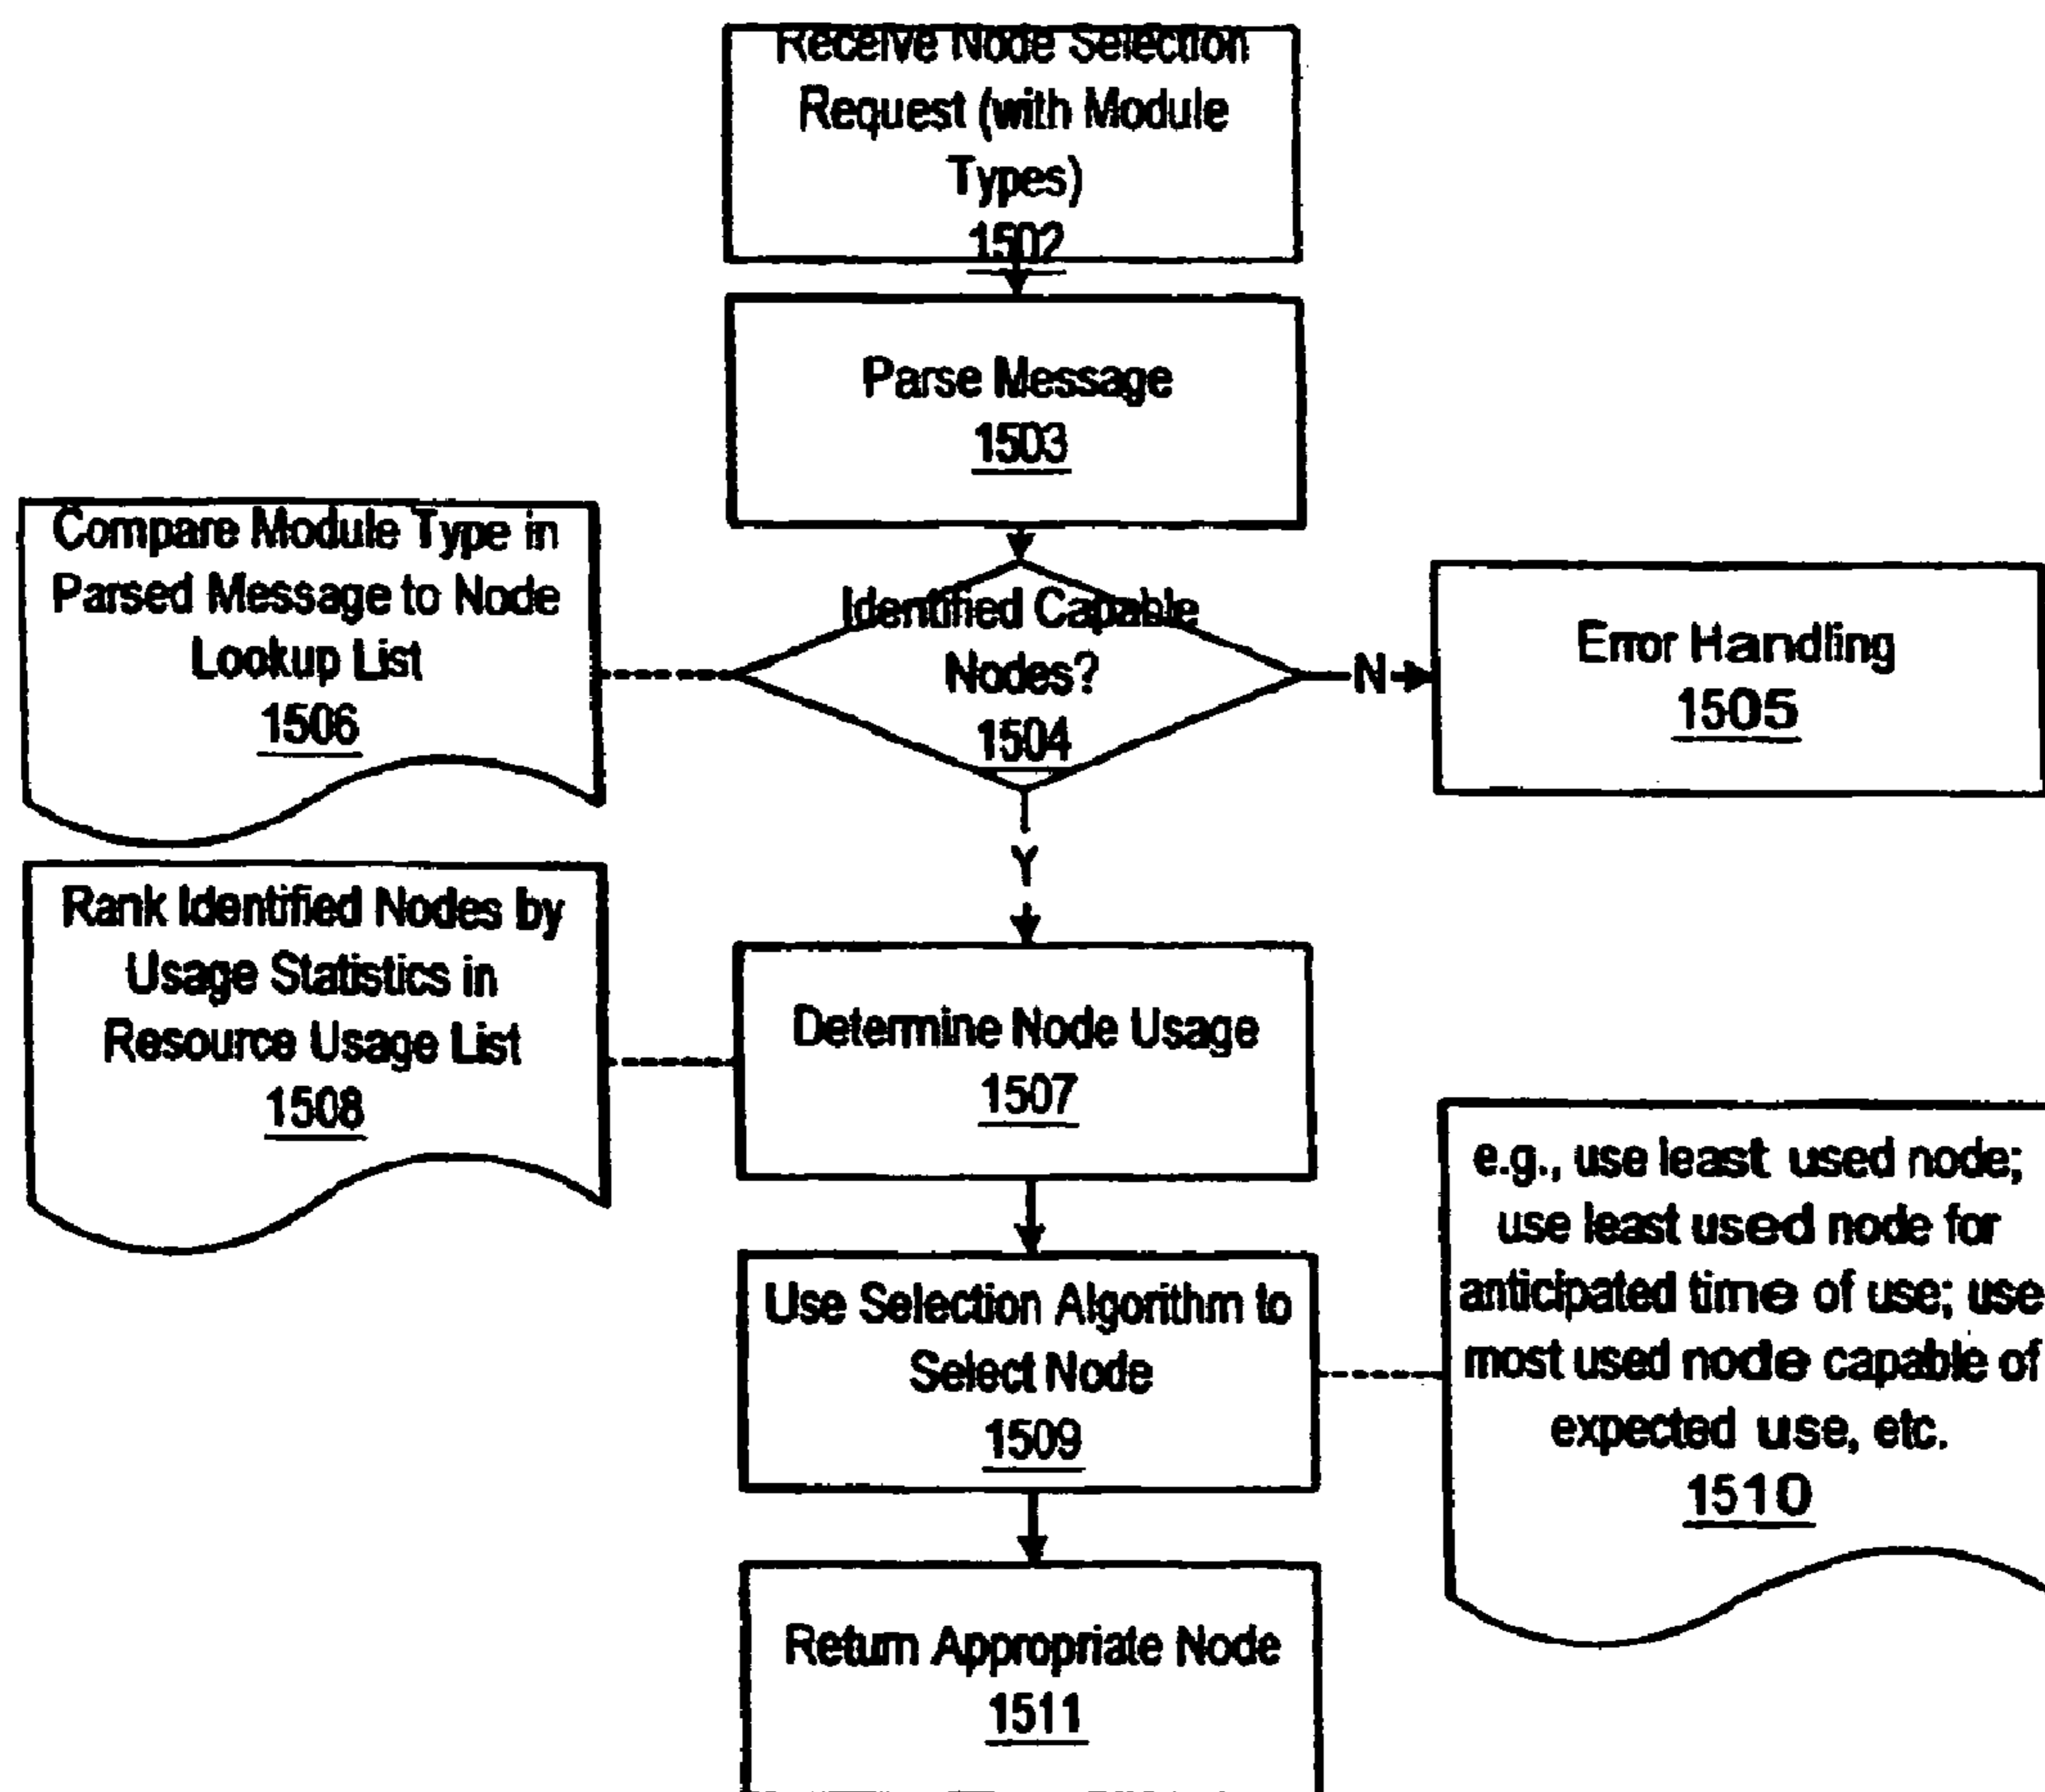 Receive Node Selection
Request (with Module
Types)
1502
Parse Message
1503
Compare Module Type in
Parsed Message to Node
Lookup List
1506
Identified Capable
Nodes?
1504
N
Error Handling
1505
Y
Rank Identified Nodes by
Usage Statistics in
Resource Usage List
1508
Determine Node Usage
1507
Use Selection Algorithm to
Select Node
1509
e.g., use least used node;
use least used node for
anticipated time of use; use
most used node capable of
expected use, etc.
1510
Return Appropriate Node
1511